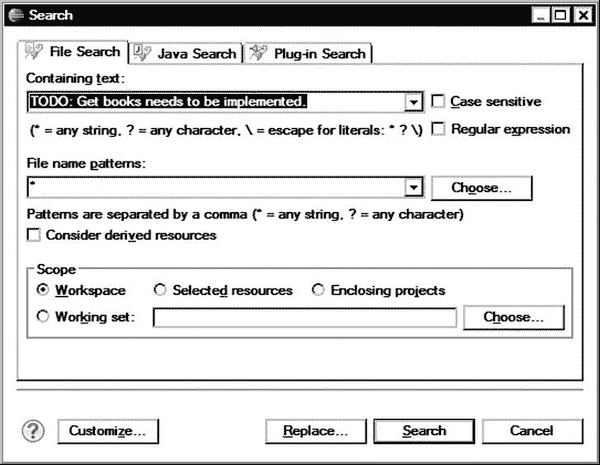 Search
File Search Java Search Plug-in Search
Containing text:
TODO: Get books needs to be implemented.
Case sensitive
(* = any string, ? = any character, \ = escape for literals: * ? \)
Regular expression
File name patterns:
*
Choose...
Patterns are separated by a comma (* = any string, ? = any character)
Consider derived resources
Scope
Workspace Selected resources Enclosing projects
Working set: Choose...
? Customize... Replace... Search Cancel